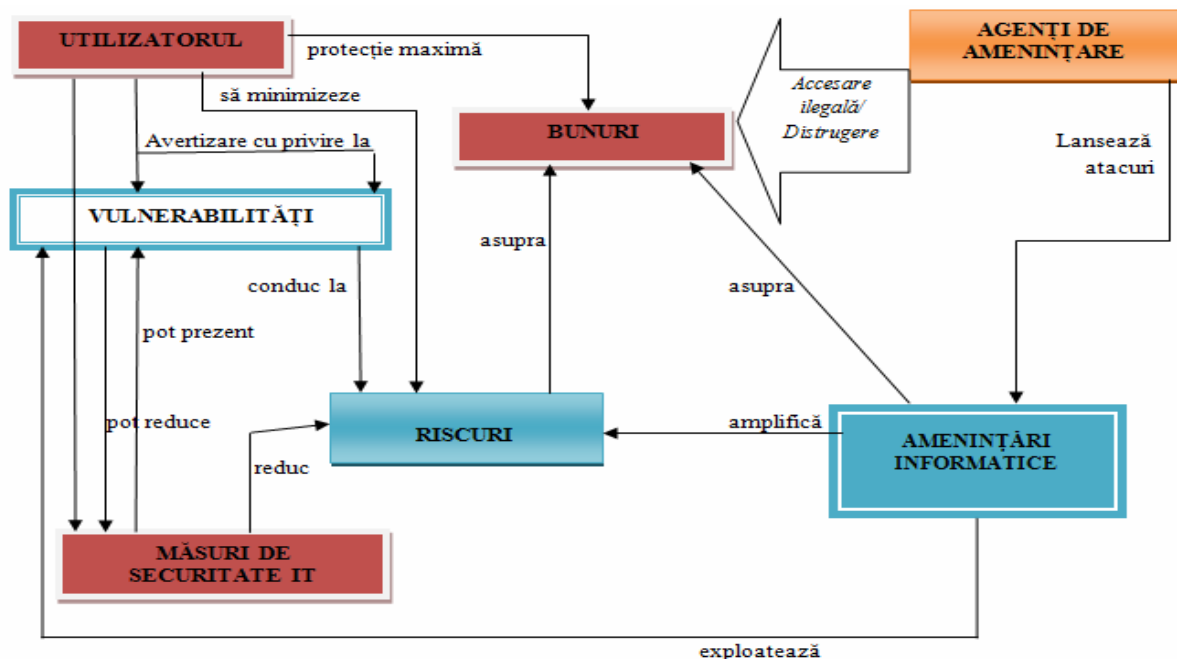 UTILIZATORUL
protecție maximă
AGENȚI DE
AMENINȚARE
să minimizeze
Accesare
ilegală/
Distrugere
BUNURI
Avertizare cu privire la
Lansează
atacuri
VULNERABILITĂȚI
asupra
conduc la
asupra
pot prezent
pot reduce
RISCURI
amplifică
AMENINȚĂRI
INFORMATICE
reduc
MĂSURI DE
SECURITATE IT
exploatează